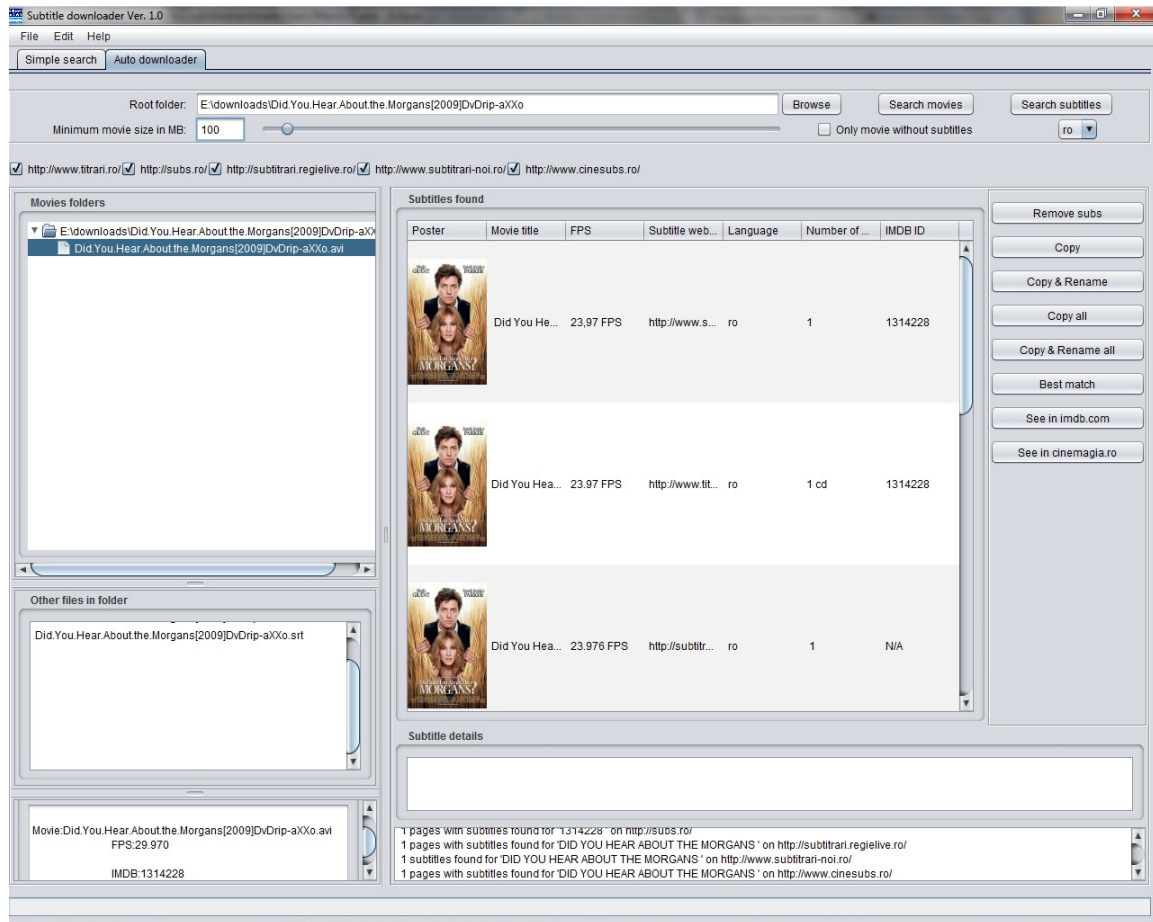 Subtitle downloader Ver. 1.0
File Edit Help
Simple search Auto downloader
Root folder: E:\downloads\Did.You.Hear.About.the.Morgans[2009]DvDrip-aXXo Browse Search movies Search subtitles
Minimum movie size in MB: 100 Only movie without subtitles ro
http://www.titrari.ro/ http://subs.ro/ http://subtitrari.regielive.ro/ http://www.subtitrari-noi.ro/ http://www.cinesubs.ro/
Movies folders
E:\downloads\Did.You.Hear.About.the.Morgans[2009]DvDrip-aXX
Did.You.Hear.About.the.Morgans[2009]DvDrip-aXXo.avi
Other files in folder
Did.You.Hear.About.the.Morgans[2009]DvDrip-aXXo.srt
Movie:Did.You.Hear.About.the.Morgans[2009]DvDrip-aXXo.avi
FPS:29.970
IMDB:1314228
Subtitles found
Poster Movie title FPS Subtitle web... Language Number of ... IMDB ID
GRANT PARKER
MORGANS?
Did You He... 23,97 FPS http://www.s... ro 1 1314228
GRANT PARKER
MORGANS?
Did You Hea... 23.97 FPS http://www.tit... ro 1 cd 1314228
GRANT PARKER
MORGANS?
Did You Hea... 23.976 FPS http://subtitr... ro 1 N/A
Subtitle details
1 pages with subtitles found for '1314228' on http://subs.ro/
1 pages with subtitles found for 'DID YOU HEAR ABOUT THE MORGANS ' on http://subtitrari.regielive.ro/
1 subtitles found for 'DID YOU HEAR ABOUT THE MORGANS ' on http://www.subtitrari-noi.ro/
1 pages with subtitles found for 'DID YOU HEAR ABOUT THE MORGANS ' on http://www.cinesubs.ro/
Remove subs
Copy
Copy & Rename
Copy all
Copy & Rename all
Best match
See in imdb.com
See in cinemagia.ro